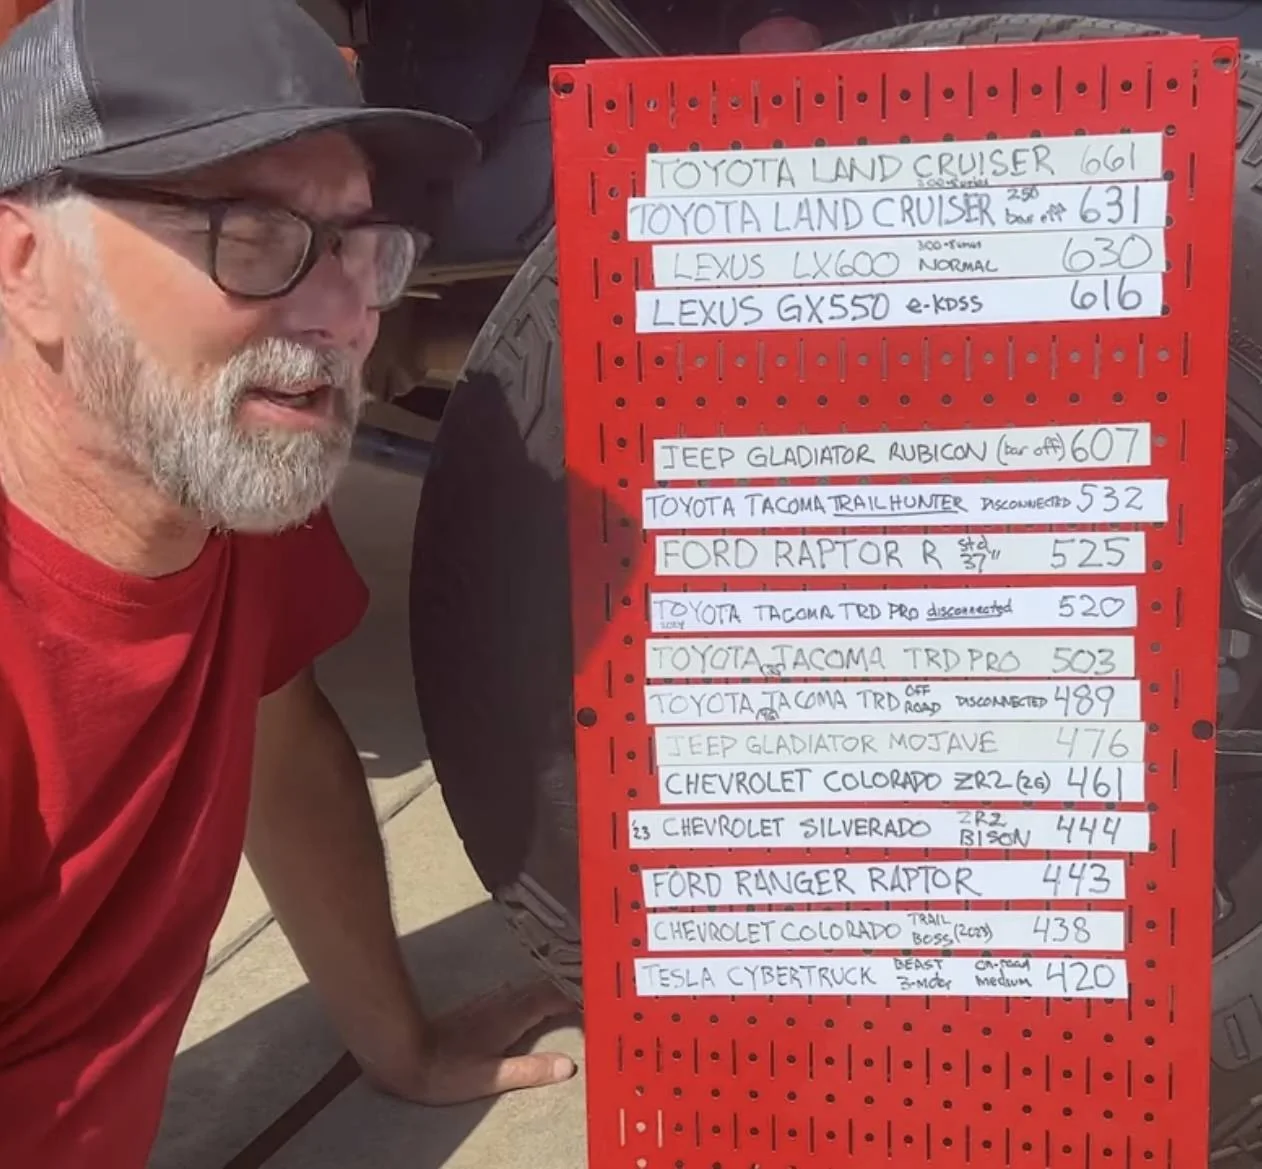 TOYOTA LAND CRUISER 300-Series 661
TOYOTA LAND CRUISER 250 bar off 631
LEXUS LX600 300-series NORMAL 630
LEXUS GX550 e-KDSS 616
JEEP GLADIATOR RUBICON (bar off) 607
TOYOTA TACOMA TRAILHUNTER DISCONNECTED 532
FORD RAPTOR R std 37" 525
TOYOTA TACOMA TRD PRO disconnected 520
TOYOTA TACOMA TRD PRO 503
TOYOTA TACOMA TRD OFF ROAD DISCONNECTED 489
JEEP GLADIATOR MOJAVE 476
CHEVROLET COLORADO ZR2 (2G) 461
'23 CHEVROLET SILVERADO ZR2 BISON 444
FORD RANGER RAPTOR 443
CHEVROLET COLORADO TRAIL BOSS (2023) 438
TESLA CYBERTRUCK BEAST 3-Motor On-road Medium 420